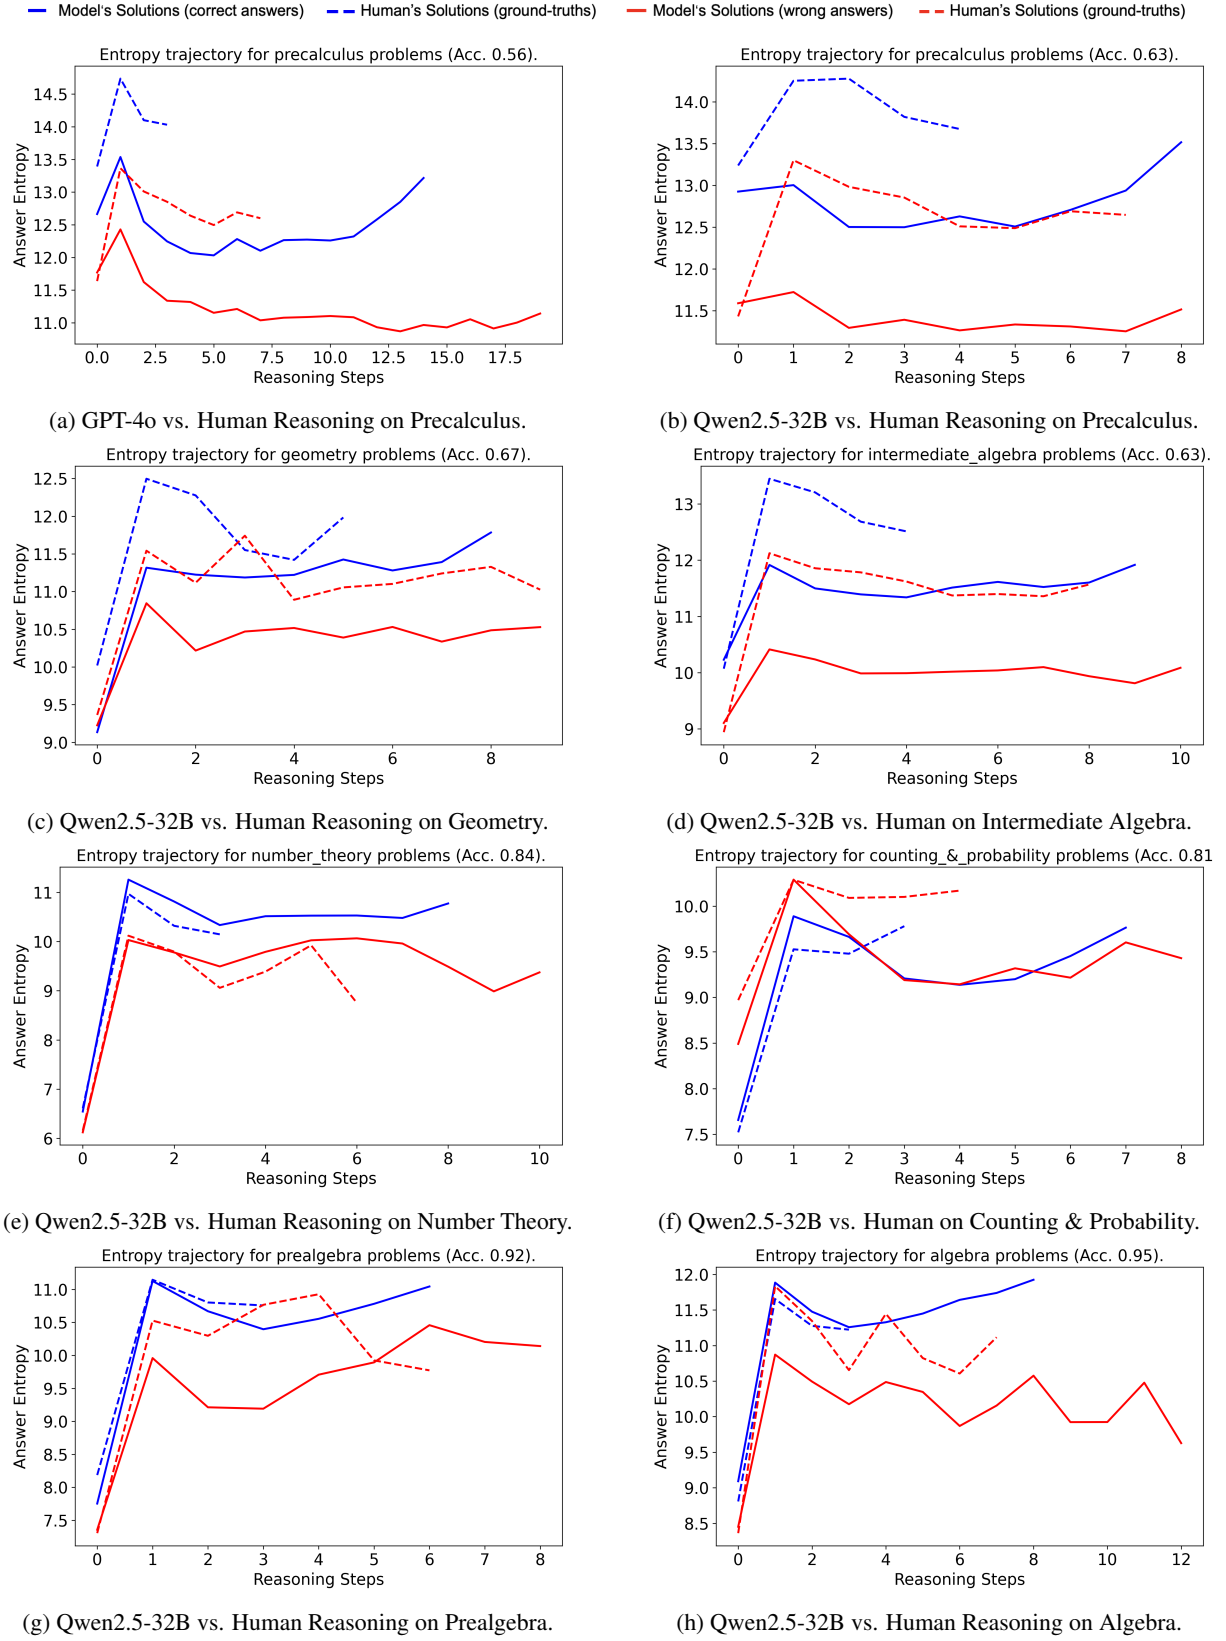 Model's Solutions (correct answers) Human's Solutions (ground-truths) Model's Solutions (wrong answers) Human's Solutions (ground-truths)
Entropy trajectory for precalculus problems (Acc. 0.56).
14.5
14.0
13.5
13.0
12.5
12.0
11.5
11.0
Answer Entropy
0.0 2.5 5.0 7.5 10.0 12.5 15.0 17.5
Reasoning Steps
(a) GPT-4o vs. Human Reasoning on Precalculus.
Entropy trajectory for precalculus problems (Acc. 0.63).
14.0
13.5
13.0
12.5
12.0
11.5
Answer Entropy
0 1 2 3 4 5 6 7 8
Reasoning Steps
(b) Qwen2.5-32B vs. Human Reasoning on Precalculus.
Entropy trajectory for geometry problems (Acc. 0.67).
12.5
12.0
11.5
11.0
10.5
10.0
9.5
9.0
Answer Entropy
0 2 4 6 8
Reasoning Steps
(c) Qwen2.5-32B vs. Human Reasoning on Geometry.
Entropy trajectory for intermediate_algebra problems (Acc. 0.63).
13
12
11
10
9
Answer Entropy
0 2 4 6 8 10
Reasoning Steps
(d) Qwen2.5-32B vs. Human on Intermediate Algebra.
Entropy trajectory for number_theory problems (Acc. 0.84).
11
10
9
8
7
6
Answer Entropy
0 2 4 6 8 10
Reasoning Steps
(e) Qwen2.5-32B vs. Human Reasoning on Number Theory.
Entropy trajectory for counting_&_probability problems (Acc. 0.81
10.0
9.5
9.0
8.5
8.0
7.5
Answer Entropy
0 1 2 3 4 5 6 7 8
Reasoning Steps
(f) Qwen2.5-32B vs. Human on Counting & Probability.
Entropy trajectory for prealgebra problems (Acc. 0.92).
11.0
10.5
10.0
9.5
9.0
8.5
8.0
7.5
Answer Entropy
0 1 2 3 4 5 6 7 8
Reasoning Steps
(g) Qwen2.5-32B vs. Human Reasoning on Prealgebra.
Entropy trajectory for algebra problems (Acc. 0.95).
12.0
11.5
11.0
10.5
10.0
9.5
9.0
8.5
Answer Entropy
0 2 4 6 8 10 12
Reasoning Steps
(h) Qwen2.5-32B vs. Human Reasoning on Algebra.